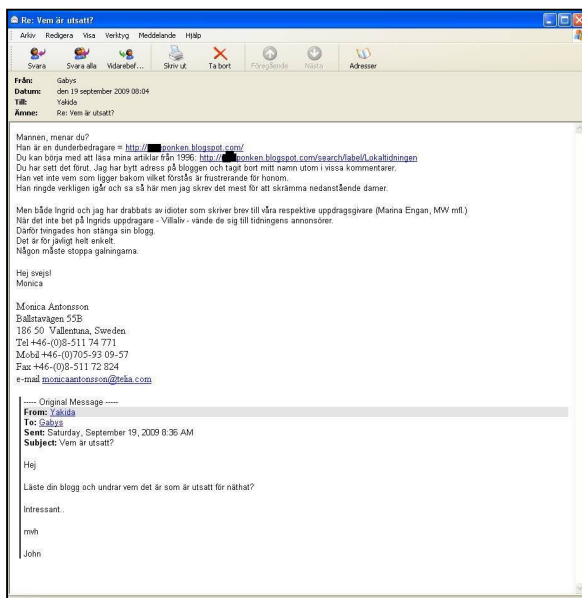 Re: Vem är utsatt?
Arkiv Redigera Visa Verktyg Meddelande Hjälp
Svara Svara alla Vidarebef... Skriv ut Ta bort Föregående Nästa Adresser
Från: Gabys
Datum: den 19 september 2009 08:04
Till: Yakida
Ämne: Re: Vem är utsatt?
Mannen, menar du?
Han är en dunderbedragare = http://ponken.blogspot.com/
Du kan börja med att läsa mina artiklar från 1996: http://ponken.blogspot.com/search/label/Lokaltidningen
Du har sett det förut. Jag har bytt adress på bloggen och tagit bort mitt namn utom i vissa kommentarer.
Han vet inte vem som ligger bakom vilket förstås är frustrerande för honom.
Han ringde verkligen igår och sa så här men jag skrev det mest för att skrämma nedanstående damer.
Men både Ingrid och jag har drabbats av idioter som skriver brev till våra respektive uppdragsgivare (Marina Engan, MW mfl.)
När det inte bet på Ingrids uppdragare - Villaliv - vände de sig till tidningens annonsörer.
Därför tvingades hon stänga sin blogg.
Det är för jävligt helt enkelt.
Någon måste stoppa galningarna.
Hej svejs!
Monica
Monica Antonsson
Bällstavägen 55B
186 50 Vallentuna, Sweden
Tel +46-(0)8-511 74 771
Mobil +46-(0)705-93 09-57
Fax +46-(0)8-511 72 824
e-mail monicaantonsson@telia.com
----- Original Message -----
From: Yakida
To: Gabys
Sent: Saturday, September 19, 2009 8:36 AM
Subject: Vem är utsatt?
Hej
Läste din blogg och undrar vem det är som är utsatt för näthat?
Intressant..
mvh
John